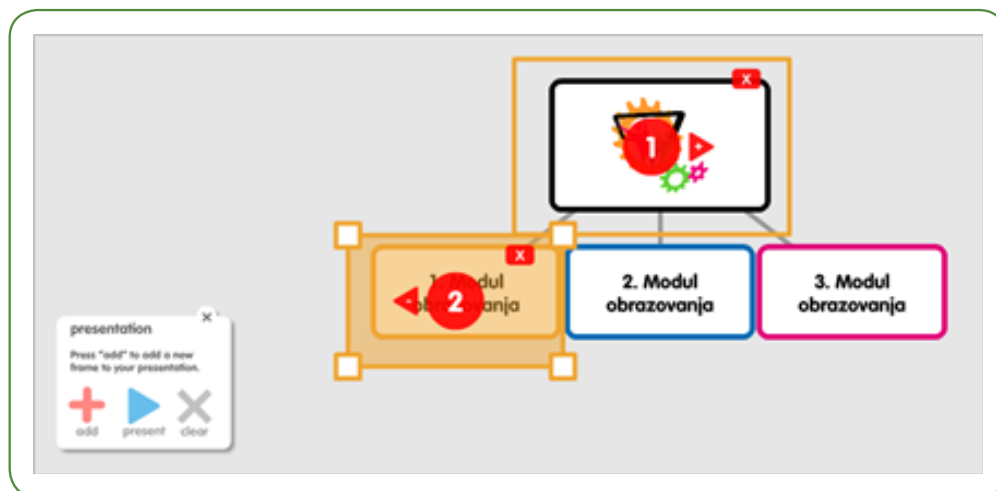 X
1
+
X
1. Modul
obrazovanja
-
2
2. Modul
obrazovanja
3. Modul
obrazovanja
presentation
×
Press "add" to add a new
frame to your presentation.
add present clear